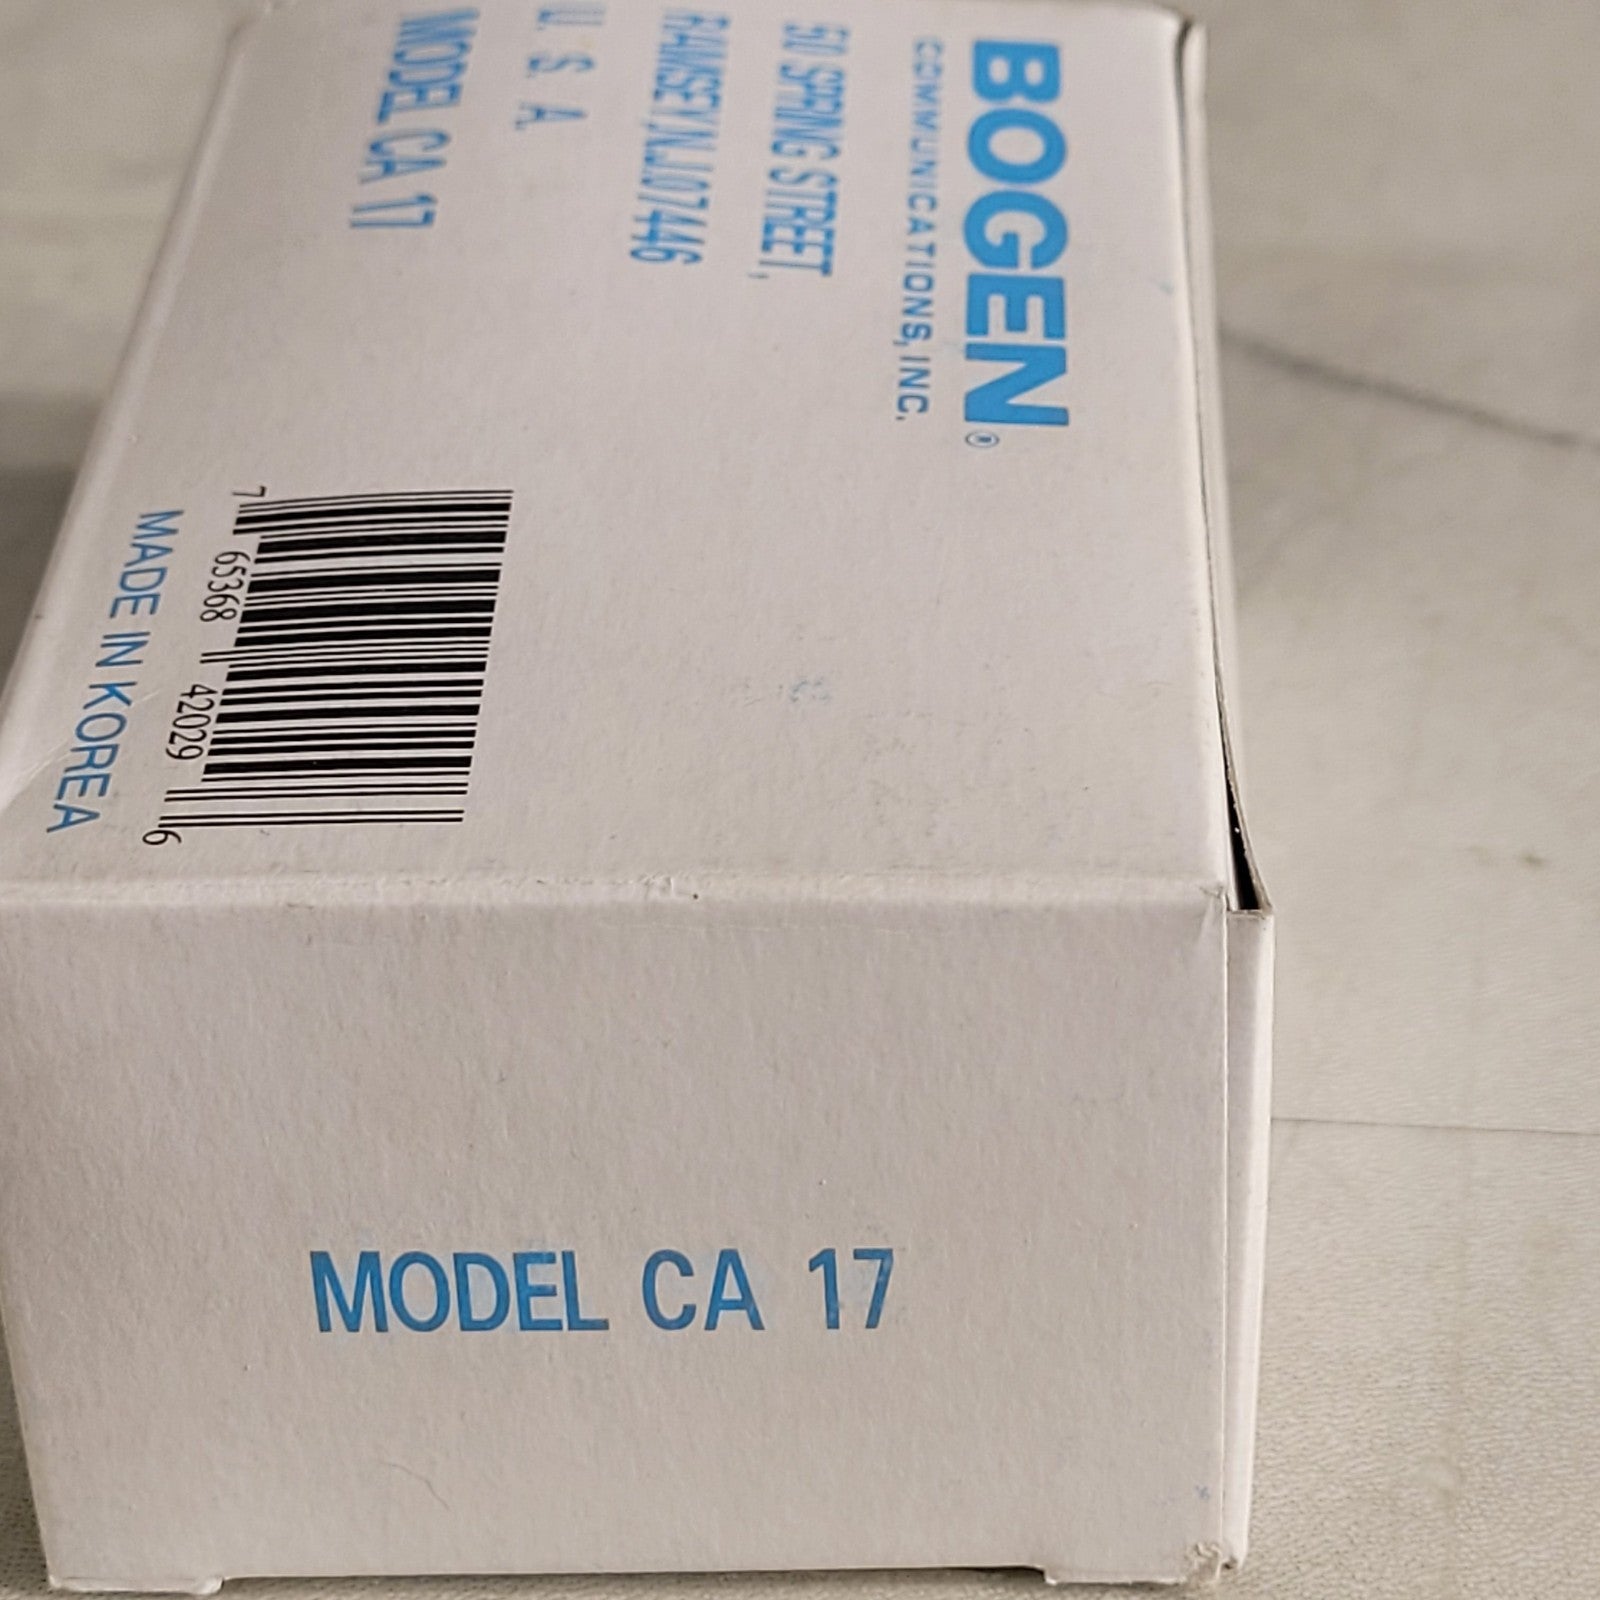 BOGEN®
COMMUNICATIONS, INC.
50 SPRING STREET,
RAMSEY,N.J.07446
U. S. A.
MODEL CA 17
7 65368 42029 6
MADE IN KOREA
MODEL CA 17